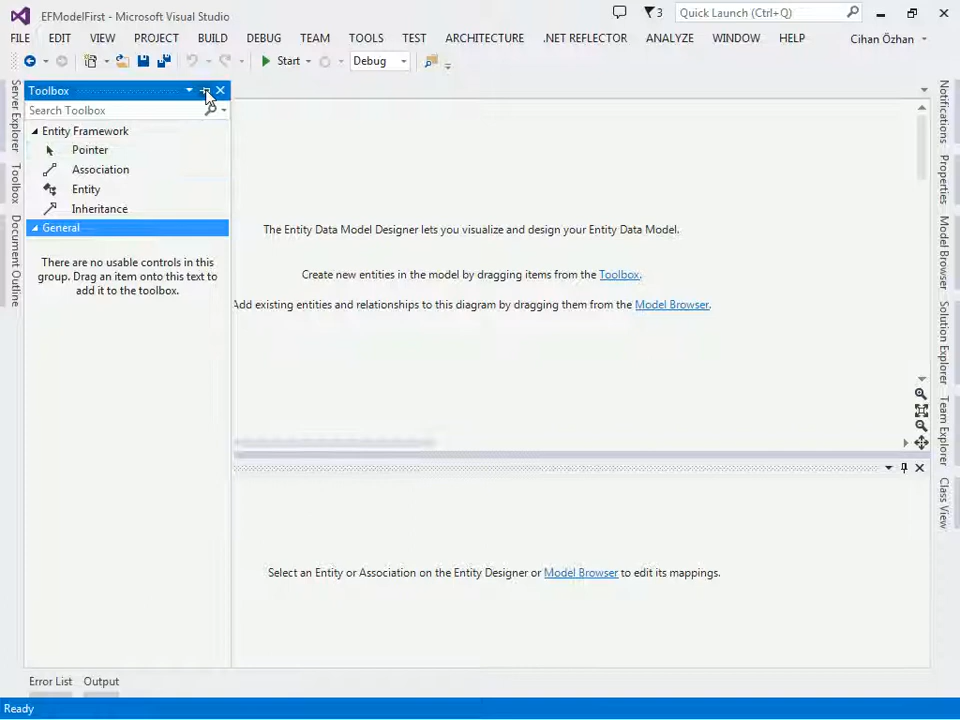 EFModelFirst - Microsoft Visual Studio
3
Quick Launch (Ctrl+Q)
FILE EDIT VIEW PROJECT BUILD DEBUG TEAM TOOLS TEST ARCHITECTURE .NET REFLECTOR ANALYZE WINDOW HELP Cihan Özhan
Start Debug
Toolbox
Search Toolbox
Entity Framework
Pointer
Association
Entity
Inheritance
General
There are no usable controls in this
group. Drag an item onto this text to
add it to the toolbox.
Server Explorer
Toolbox
Document Outline
The Entity Data Model Designer lets you visualize and design your Entity Data Model.
Create new entities in the model by dragging items from the Toolbox.
Add existing entities and relationships to this diagram by dragging them from the Model Browser.
Select an Entity or Association on the Entity Designer or Model Browser to edit its mappings.
Notifications
Properties
Model Browser
Solution Explorer
Team Explorer
Class View
Error List Output
Ready